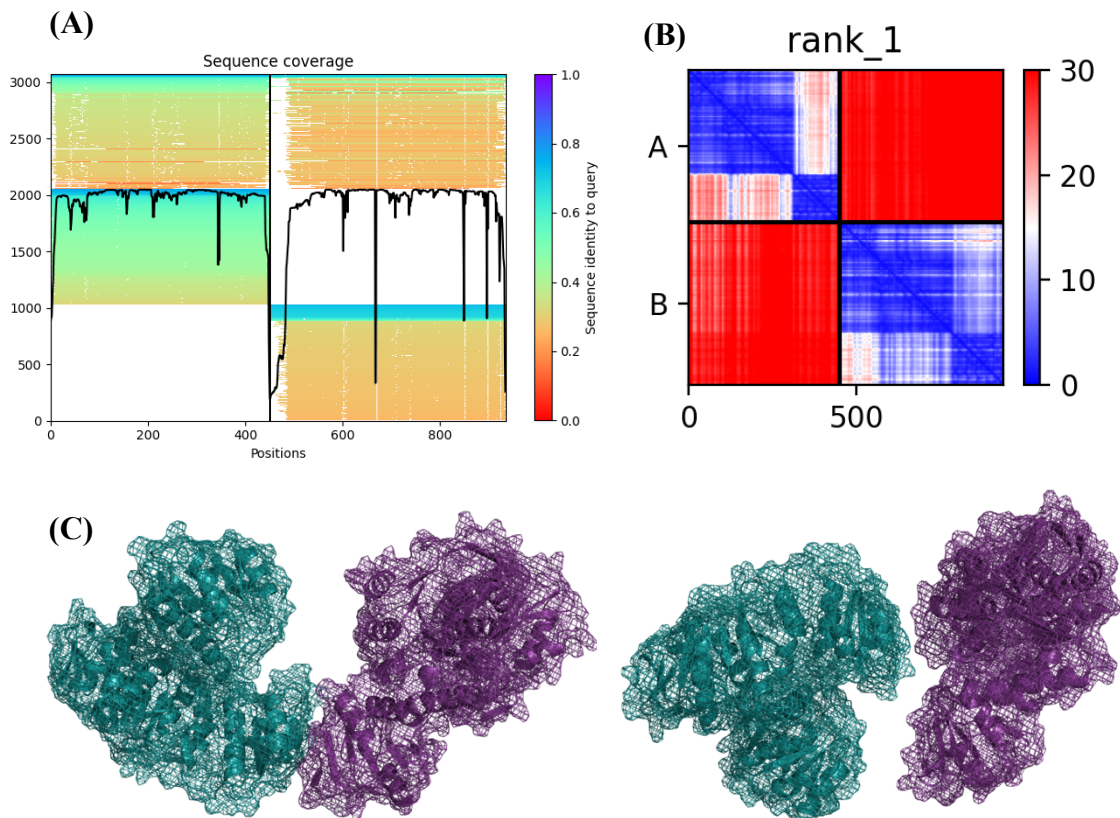 (A)
Sequence coverage
3000
2500
2000
1500
1000
500
0
0 200 400 600 800
Positions
1.0
0.8
0.6
0.4
0.2
0.0
Sequence identity to query
(B)
rank_1
A
B
0 500
30
20
10
0
(C)